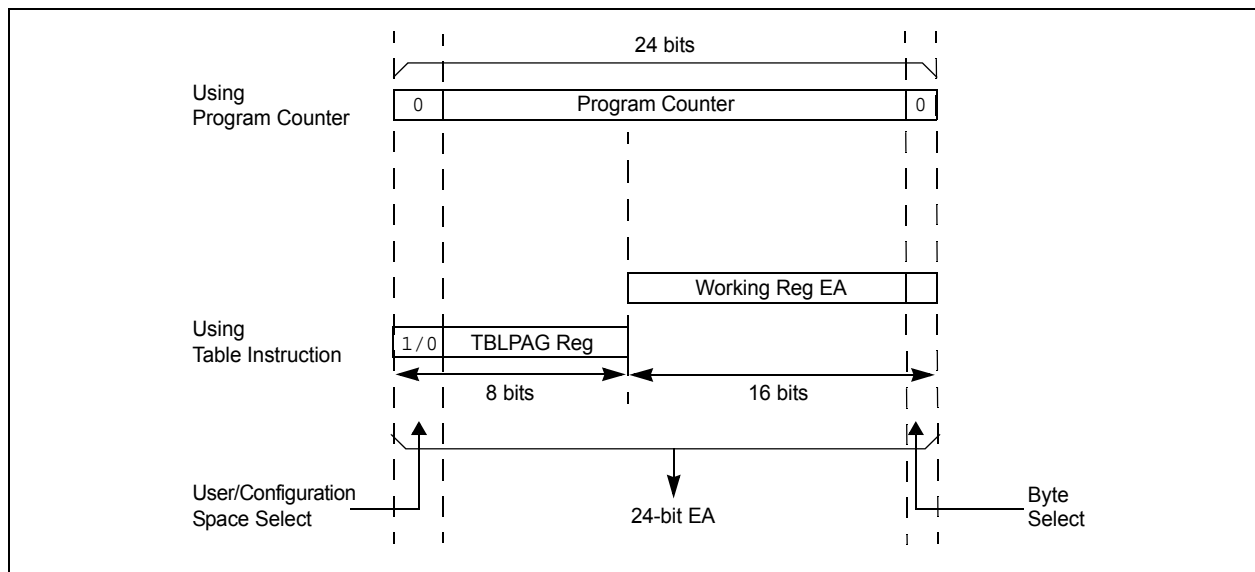 24 bits
Using
Program Counter
0
Program Counter
0
Working Reg EA
Using
Table Instruction
1/0
TBLPAG Reg
8 bits
16 bits
User/Configuration
Space Select
24-bit EA
Byte
Select